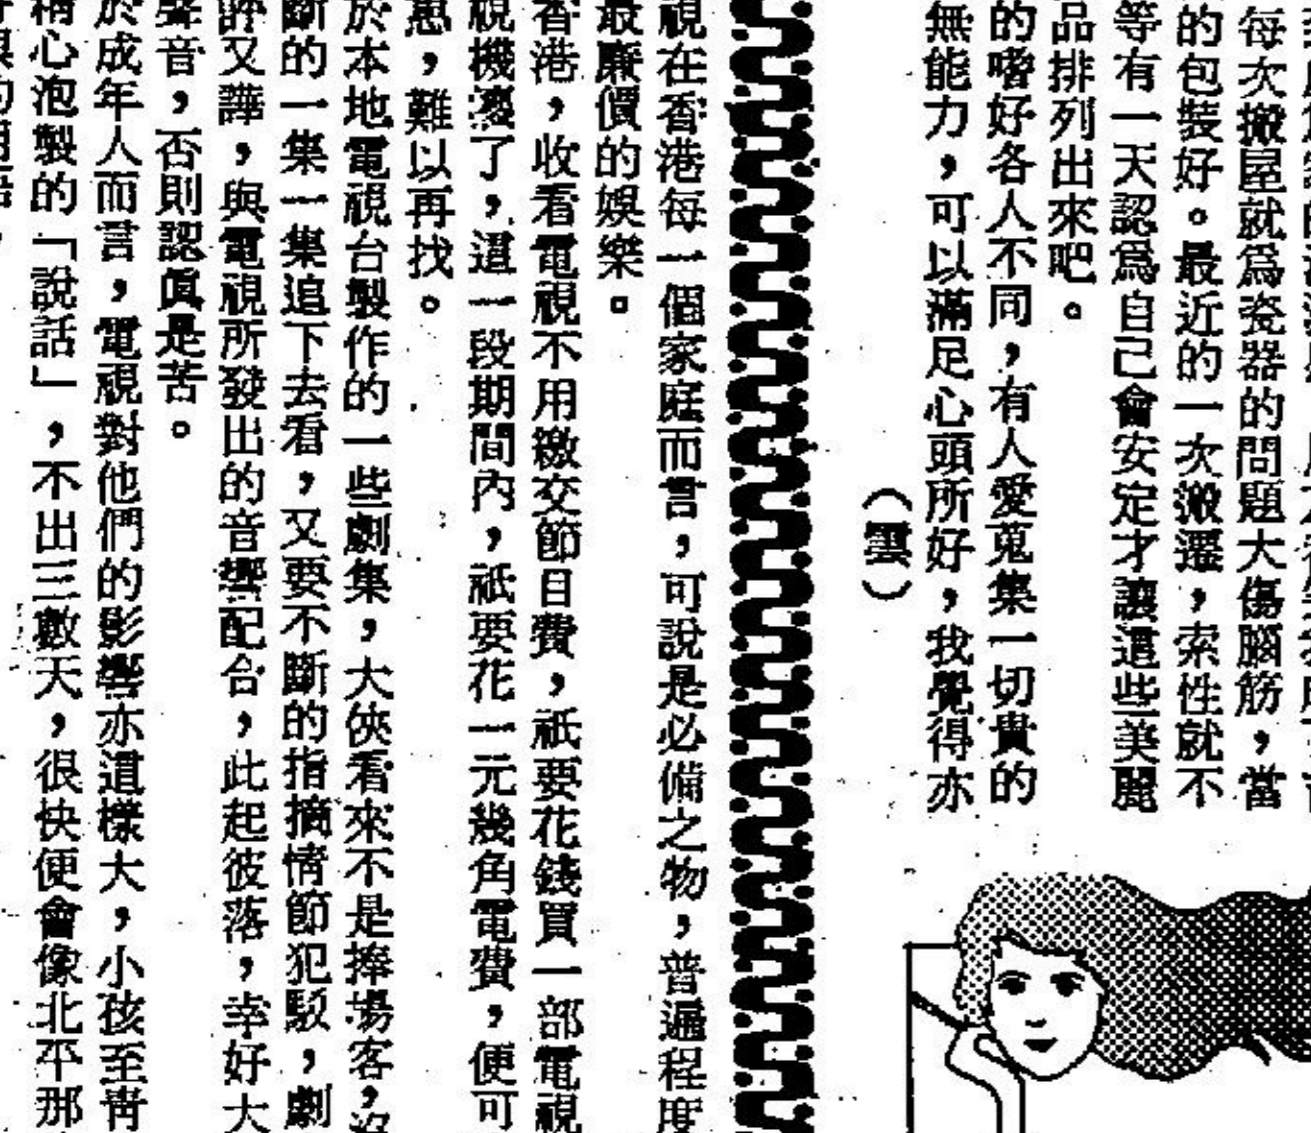 每次搬屋就為瓷器的問題大傷腦筋，當
的包裝好。最近的一次搬遷，索性就不
等有一天認為自己會安定才讓這些美麗
品排列出來吧。
的嗜好各人不同，有人愛蒐集一切貴的
無能力，可以滿足心頭所好，我覺得亦
（雲）
視在香港每一個家庭而言，可說是必備之物，普遍程度
最廉價的娛樂。
香港，收看電視不用繳交節目費，祇要花錢買一部電視
視機壞了，這一段期間內，祇要花一元幾角電費，便可
惠，難以再找。
於本地電視台製作的一些劇集，大俠看來不是捧場客，沒
斷的一集一集追下去看，又要不斷的指摘情節犯駁，劇
評又譁，與電視所發出的音響配合，此起彼落，幸好大
聲音，否則認真是苦。
於成年人而言，電視對他們的影響亦這樣大，小孩至青
精心泡製的「說話」，不出三數天，很快便會像北平那